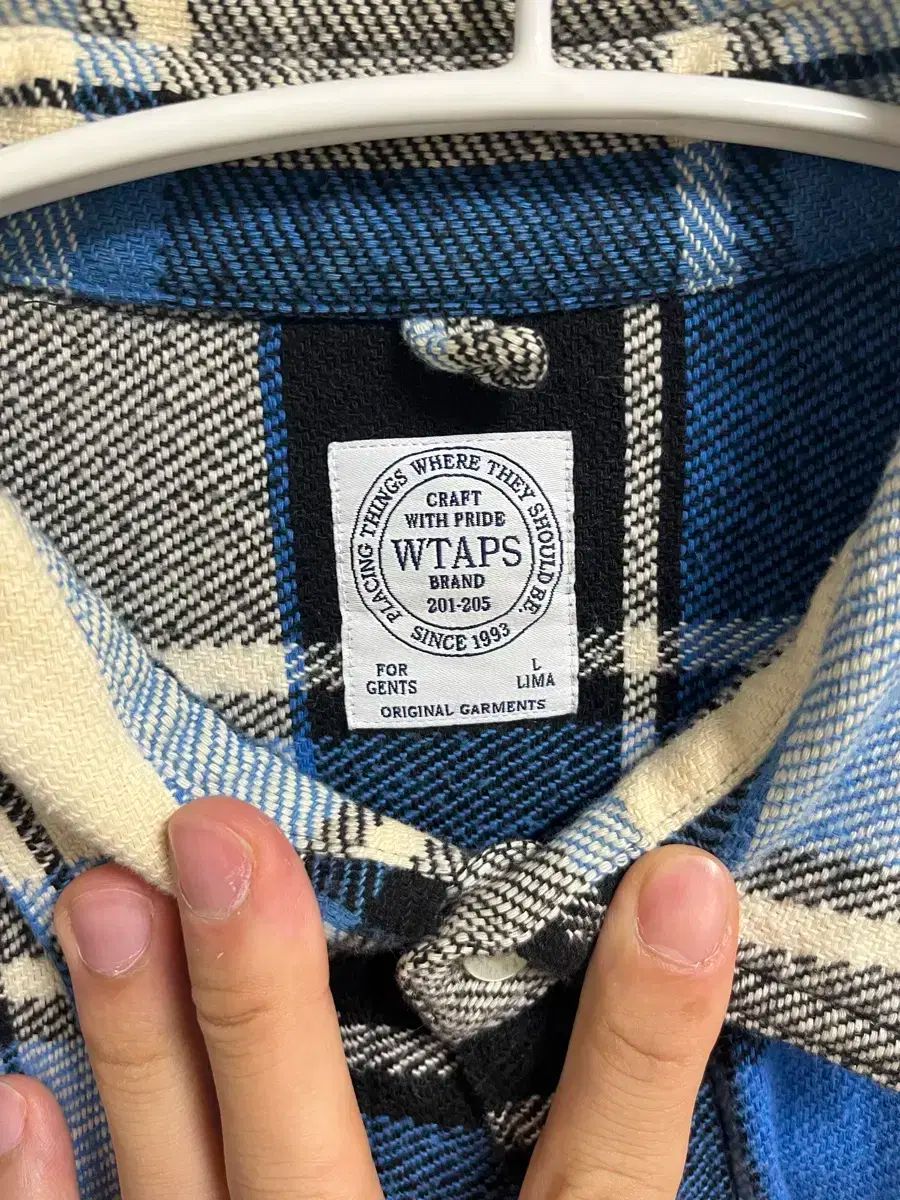 PLACING THINGS WHERE THEY SHOULD BE
CRAFT
WITH PRIDE
WTAPS
BRAND
201-205
SINCE 1993
FOR
GENTS
L
LIMA
ORIGINAL GARMENTS